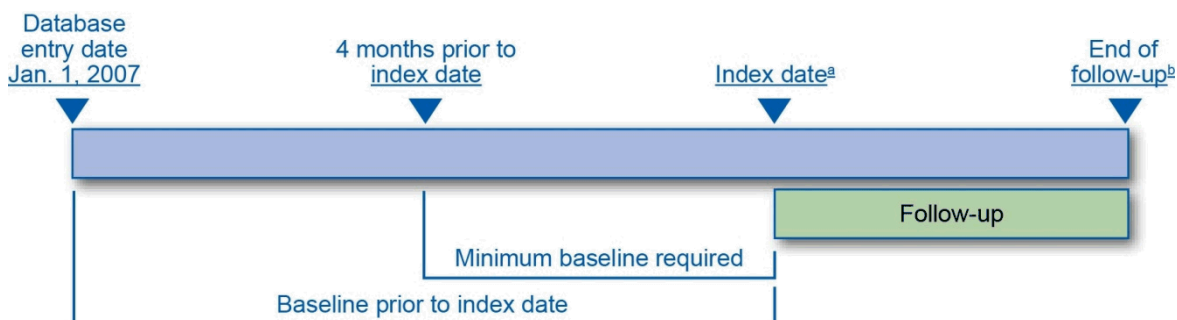 Database
entry date
Jan. 1, 2007
4 months prior to
index date
Index dateª
End of
follow-upᵇ
Follow-up
Minimum baseline required
Baseline prior to index date